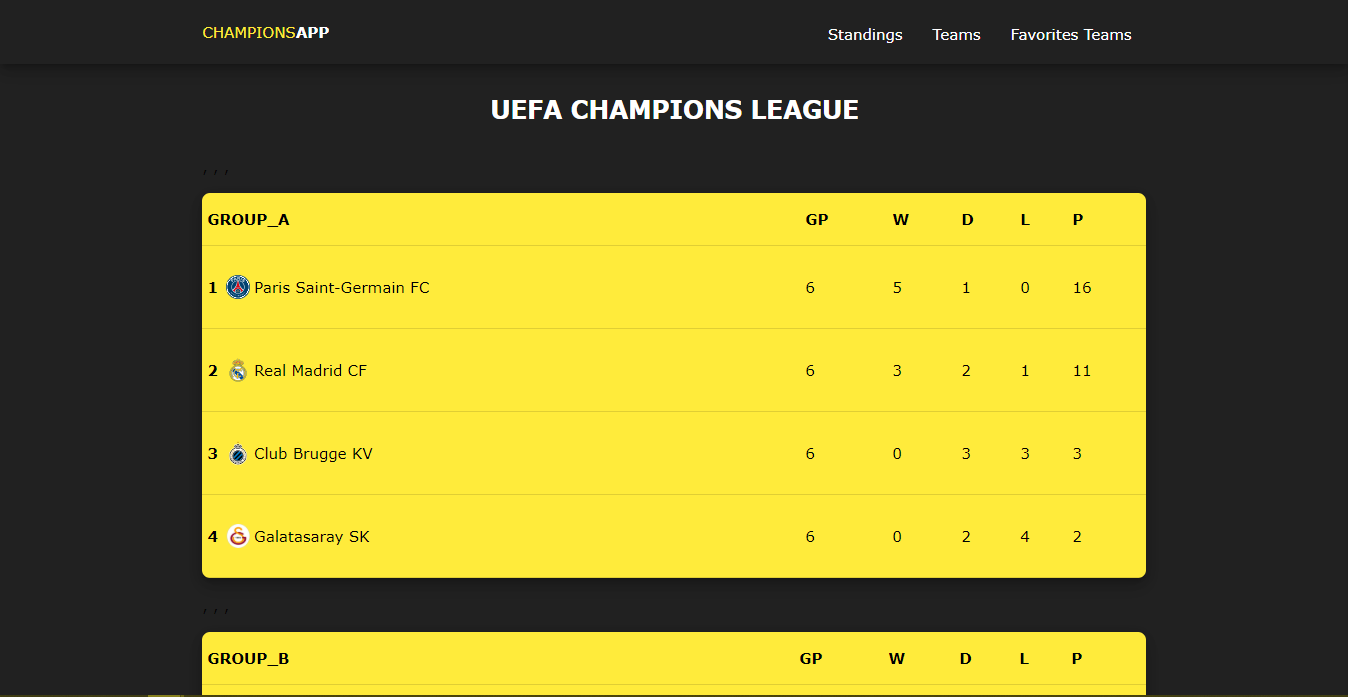 CHAMPIONSAPP Standings Teams Favorites Teams
UEFA CHAMPIONS LEAGUE
, , ,
GROUP_A GP W D L P
1 Paris Saint-Germain FC 6 5 1 0 16
2 Real Madrid CF 6 3 2 1 11
3 Club Brugge KV 6 0 3 3 3
4 Galatasaray SK 6 0 2 4 2
, , ,
GROUP_B GP W D L P